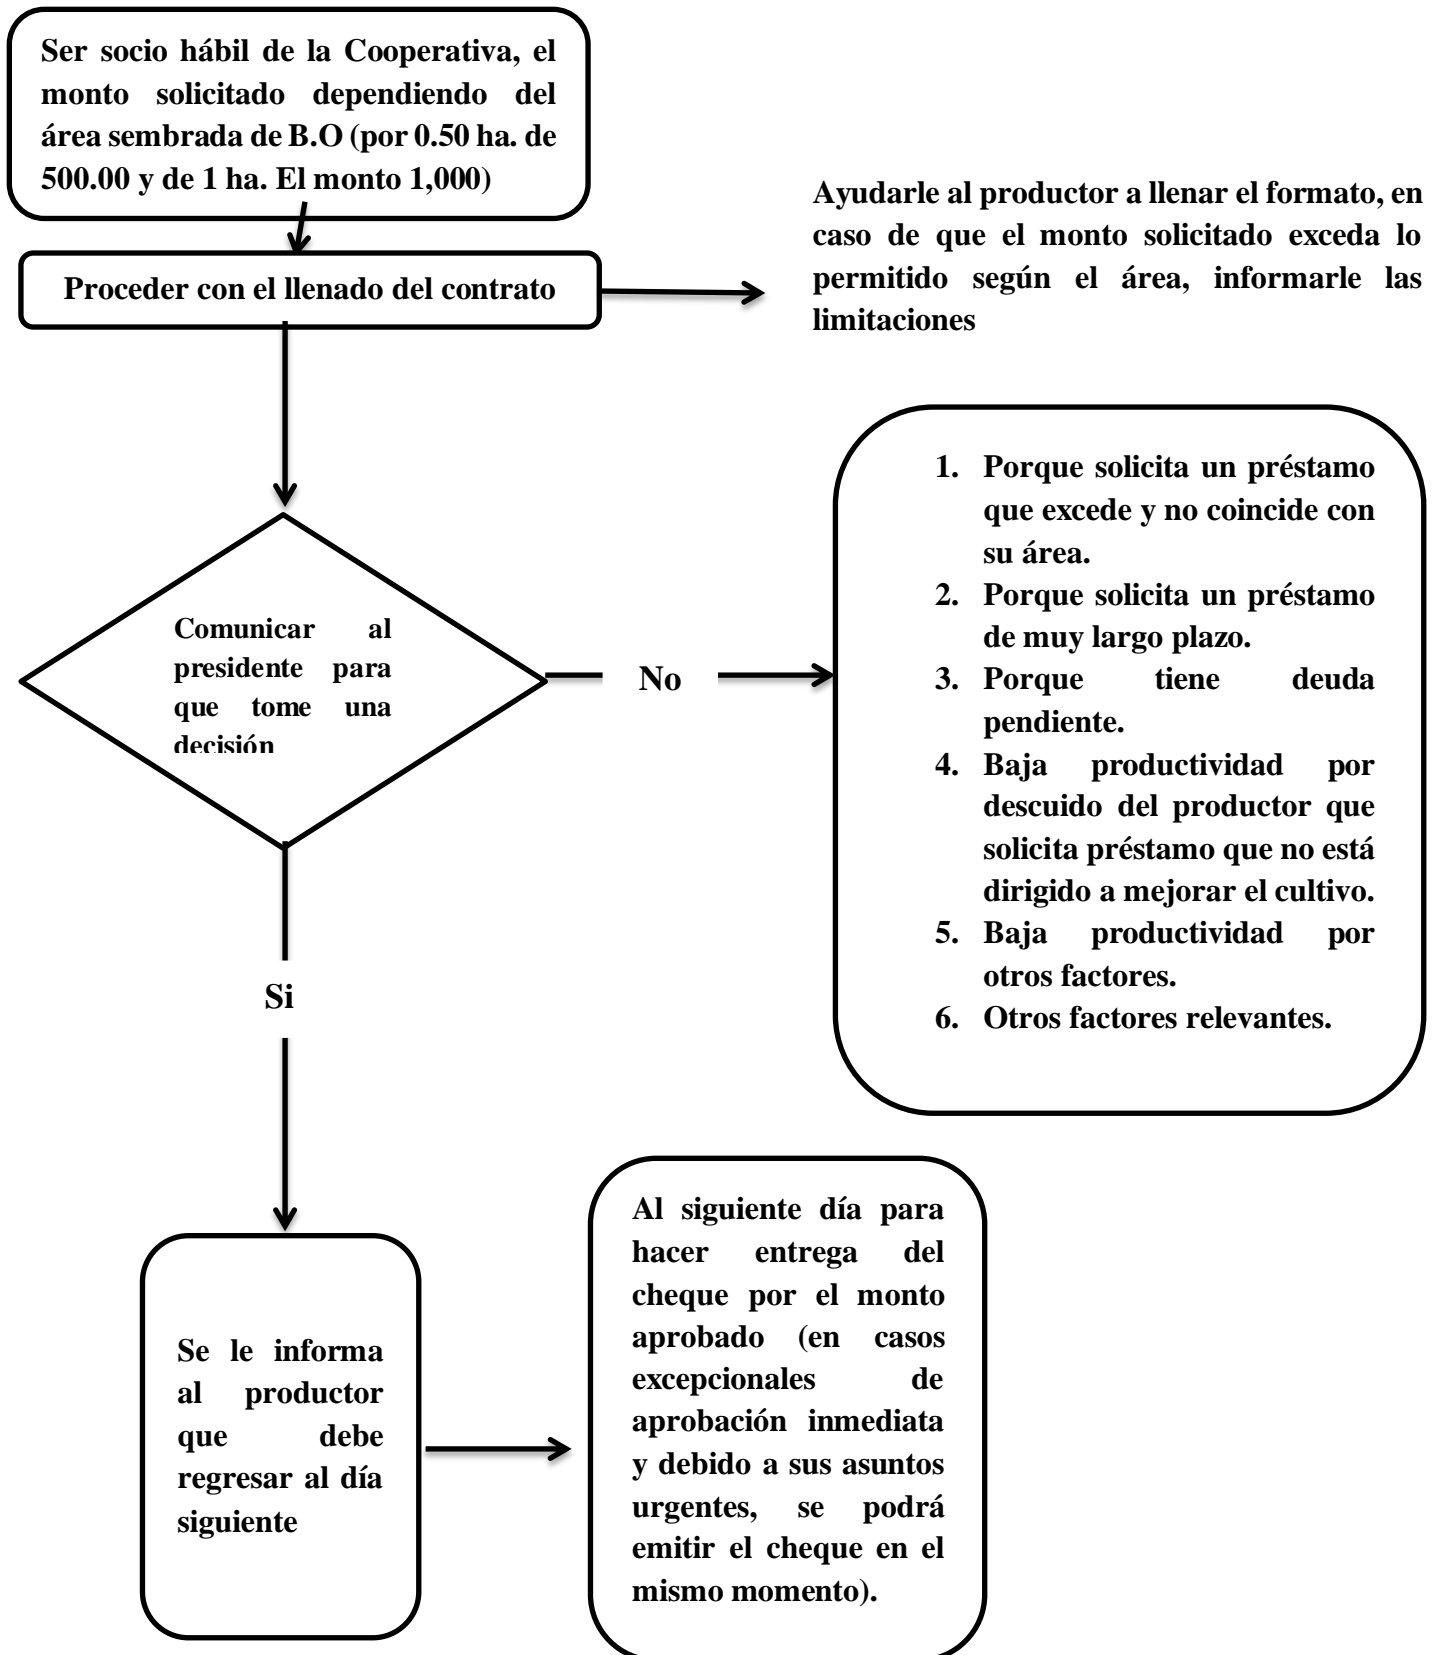 Ser socio hábil de la Cooperativa, el
monto solicitado dependiendo del
área sembrada de B.O (por 0.50 ha. de
500.00 y de 1 ha. El monto 1,000)
Proceder con el llenado del contrato
Ayudarle al productor a llenar el formato, en
caso de que el monto solicitado exceda lo
permitido según el área, informarle las
limitaciones
Comunicar al
presidente para
que tome una
decisión
No
1. Porque solicita un préstamo
que excede y no coincide con
su área.
2. Porque solicita un préstamo
de muy largo plazo.
3. Porque tiene deuda
pendiente.
4. Baja productividad por
descuido del productor que
solicita préstamo que no está
dirigido a mejorar el cultivo.
5. Baja productividad por
otros factores.
6. Otros factores relevantes.
Si
Se le informa
al productor
que debe
regresar al día
siguiente
Al siguiente día para
hacer entrega del
cheque por el monto
aprobado (en casos
excepcionales de
aprobación inmediata
y debido a sus asuntos
urgentes, se podrá
emitir el cheque en el
mismo momento).